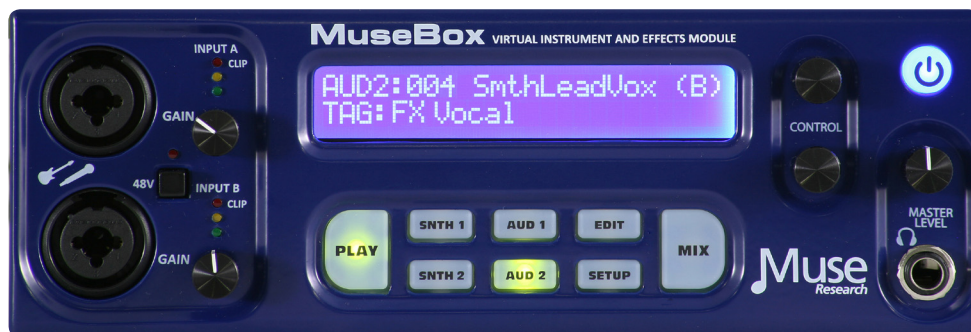 INPUT A
CLIP
GAIN
48V
INPUT B
CLIP
GAIN
MuseBox VIRTUAL INSTRUMENT AND EFFECTS MODULE
AUD2:004 SmthLeadVox (B)
TAG:FX Vocal
PLAY
SNTH 1 AUD 1 EDIT
SNTH 2 AUD 2 SETUP
MIX
CONTROL
MASTER
LEVEL
Muse
Research